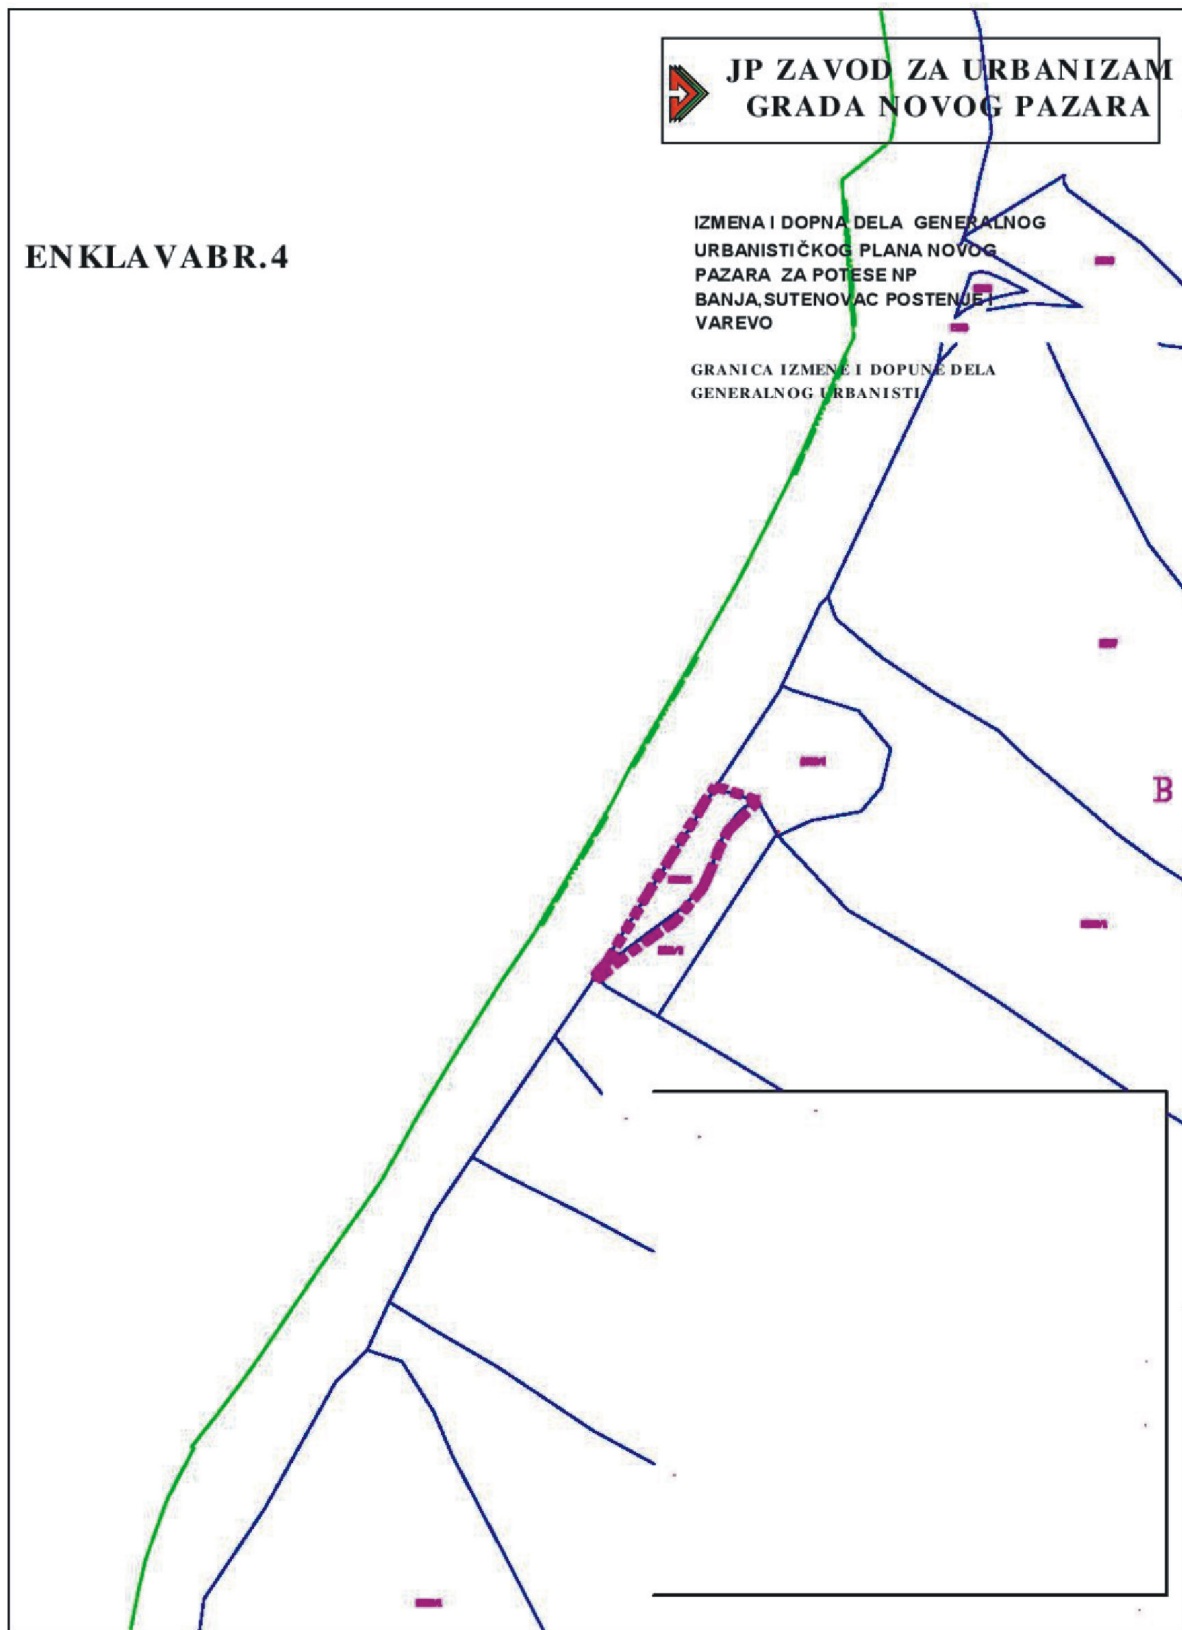 JP ZAVOD ZA URBANIZAM
GRADA NOVOG PAZARA
ENKLAVABR.4
IZMENA I DOPNA DELA GENERALNOG
URBANISTIČKOG PLANA NOVOG
PAZARA ZA POTESE NP
BANJA,SUTENOVAC POSTENJE I
VAREVO
GRANICA IZMENE I DOPUNE DELA
GENERALNOG URBANISTI
B